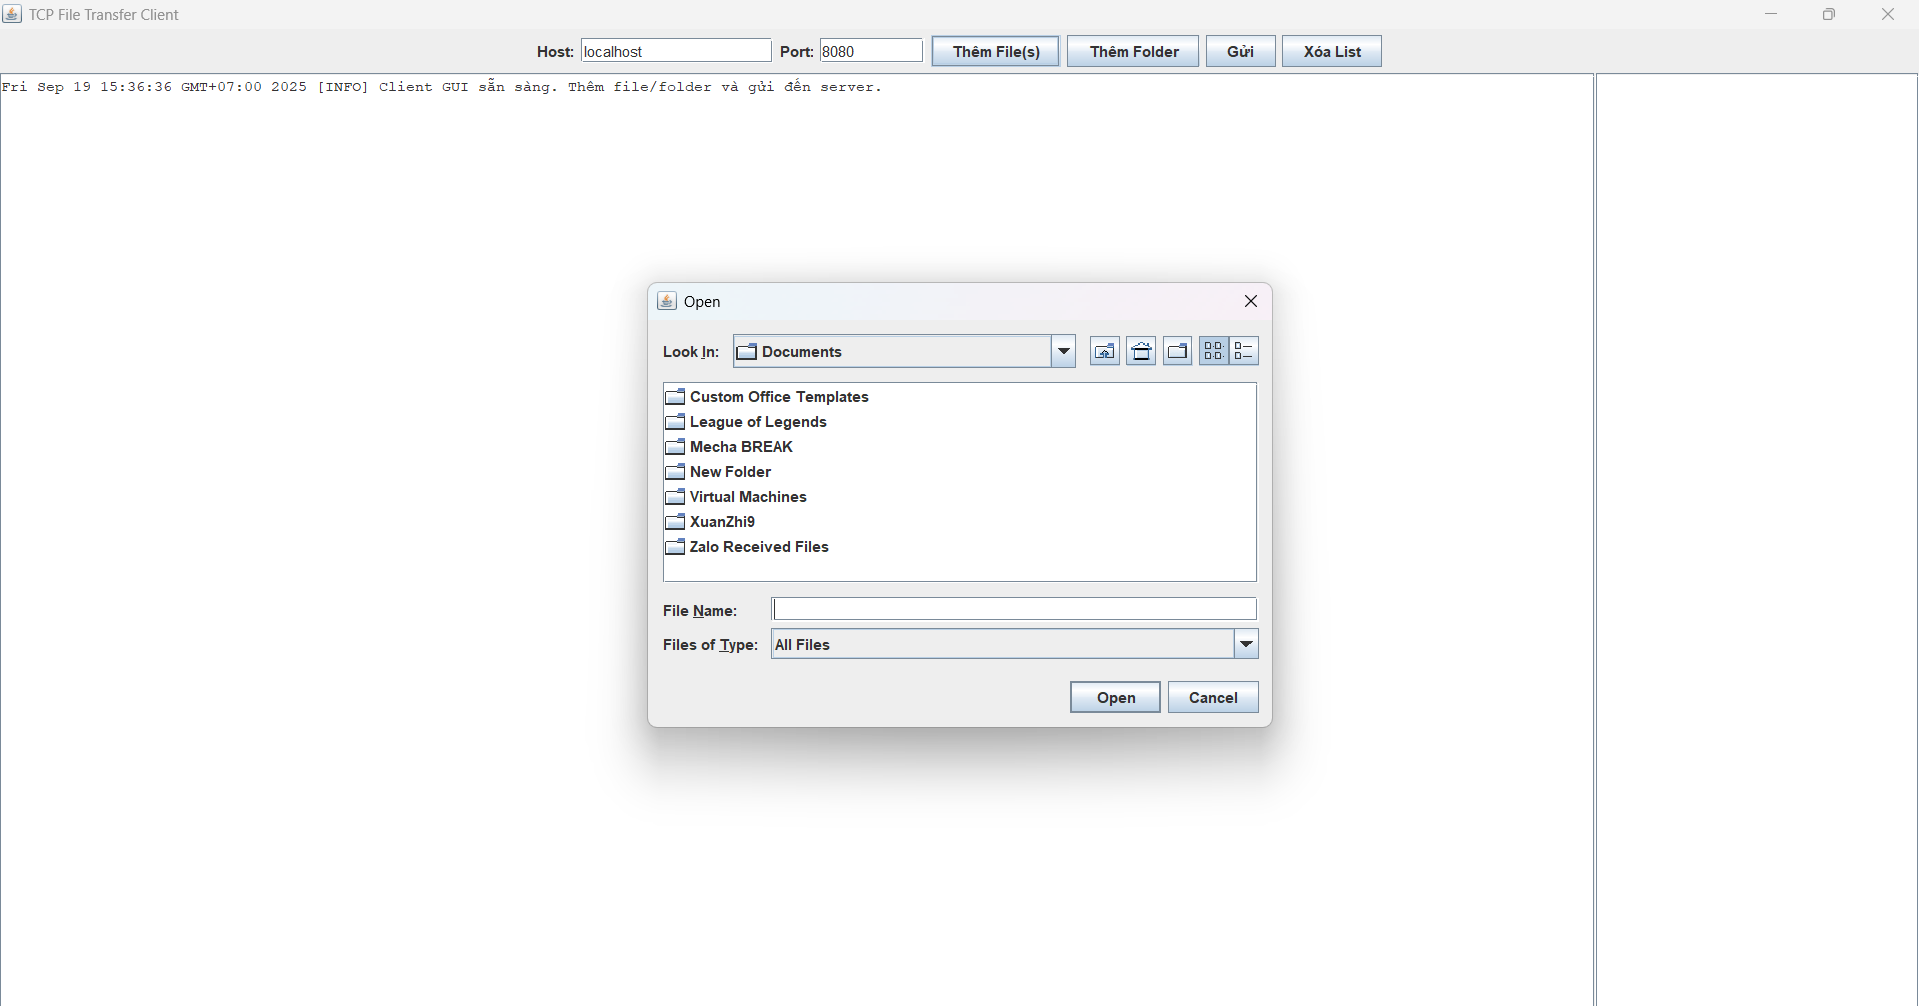 TCP File Transfer Client
Host: localhost Port: 8080 Thêm File(s) Thêm Folder Gửi Xóa List
Fri Sep 19 15:36:36 GMT+07:00 2025 [INFO] Client GUI sẵn sàng. Thêm file/folder và gửi đến server.
Open
Look In: Documents
Custom Office Templates
League of Legends
Mecha BREAK
New Folder
Virtual Machines
XuanZhi9
Zalo Received Files
File Name:
Files of Type: All Files
Open Cancel